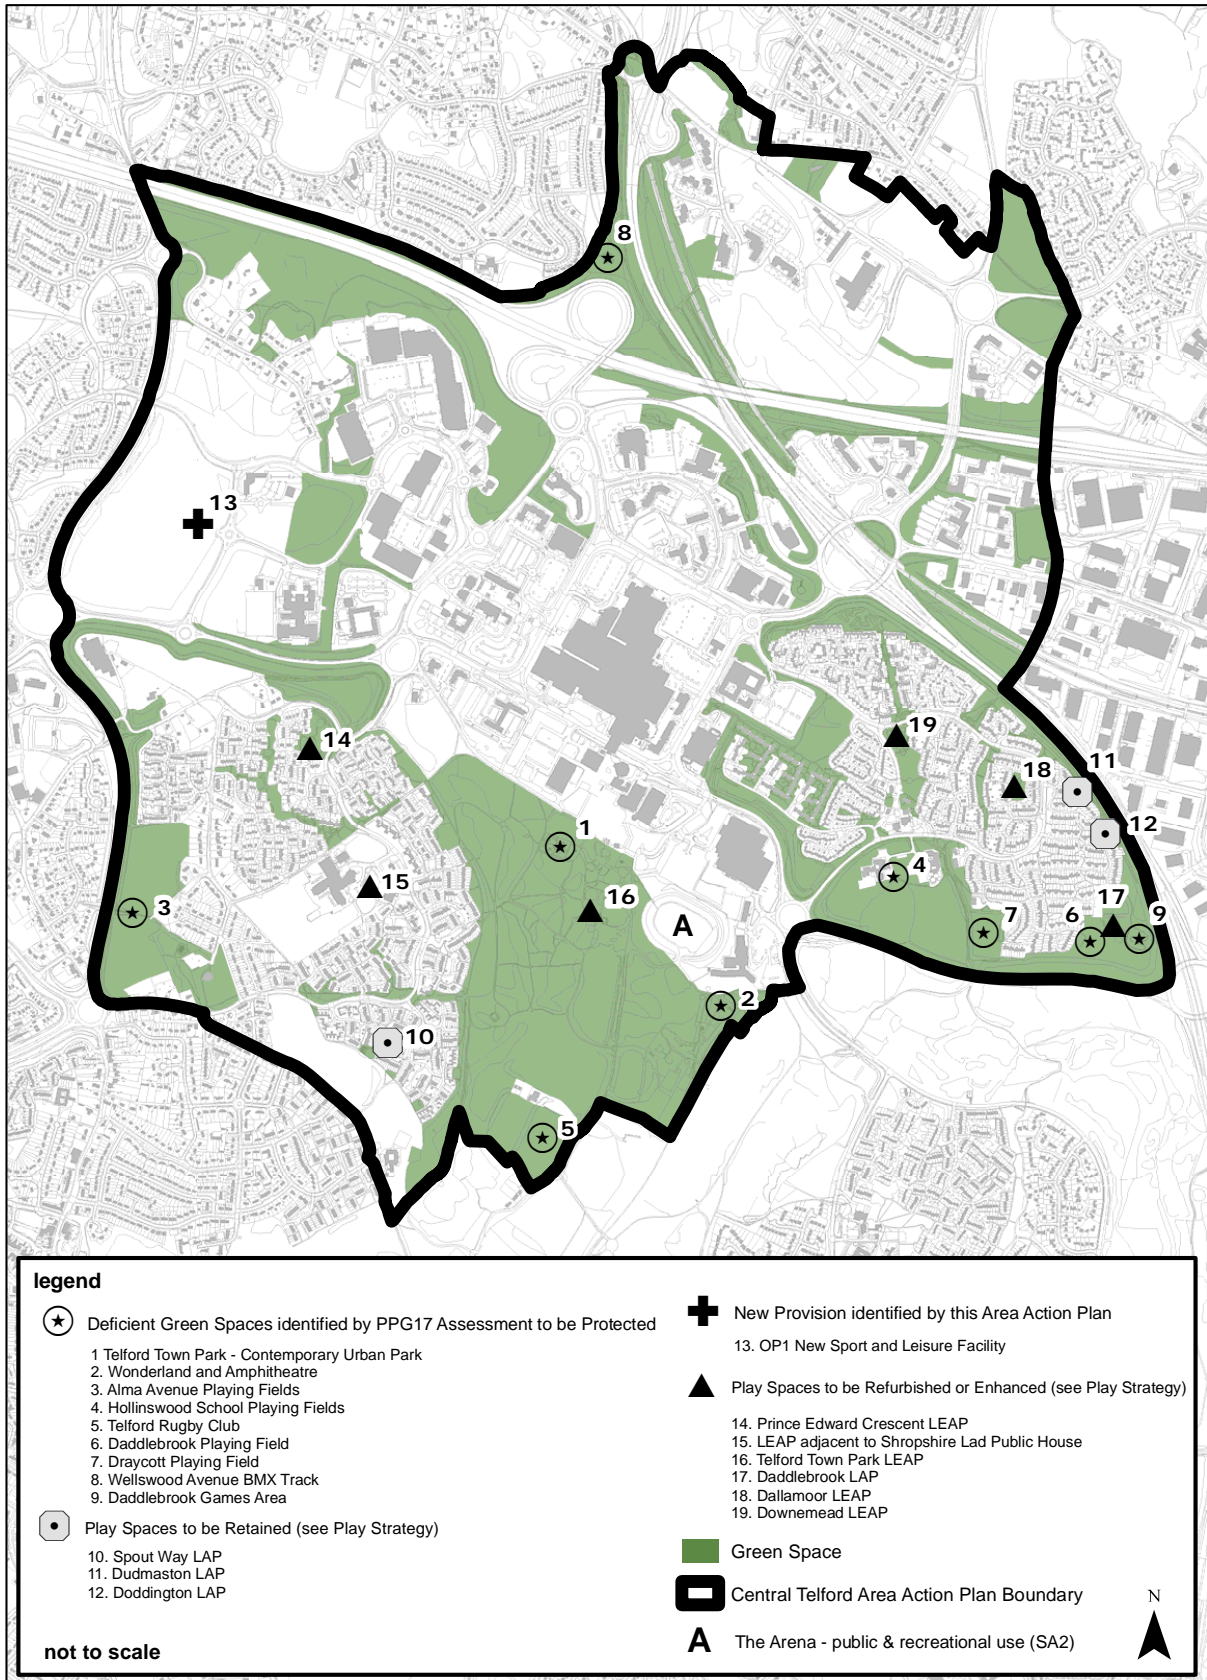 8
13
19
14
18
11
12
1
4
15
16
17
3
A
7
6
9
2
10
5
legend
Deficient Green Spaces identified by PPG17 Assessment to be Protected
1 Telford Town Park - Contemporary Urban Park
2. Wonderland and Amphitheatre
3. Alma Avenue Playing Fields
4. Hollinswood School Playing Fields
5. Telford Rugby Club
6. Daddlebrook Playing Field
7. Draycott Playing Field
8. Wellswood Avenue BMX Track
9. Daddlebrook Games Area
Play Spaces to be Retained (see Play Strategy)
10. Spout Way LAP
11. Dudmaston LAP
12. Doddington LAP
not to scale
New Provision identified by this Area Action Plan
13. OP1 New Sport and Leisure Facility
Play Spaces to be Refurbished or Enhanced (see Play Strategy)
14. Prince Edward Crescent LEAP
15. LEAP adjacent to Shropshire Lad Public House
16. Telford Town Park LEAP
17. Daddlebrook LAP
18. Dallamoor LEAP
19. Downemead LEAP
Green Space
Central Telford Area Action Plan Boundary
N
A The Arena - public & recreational use (SA2)